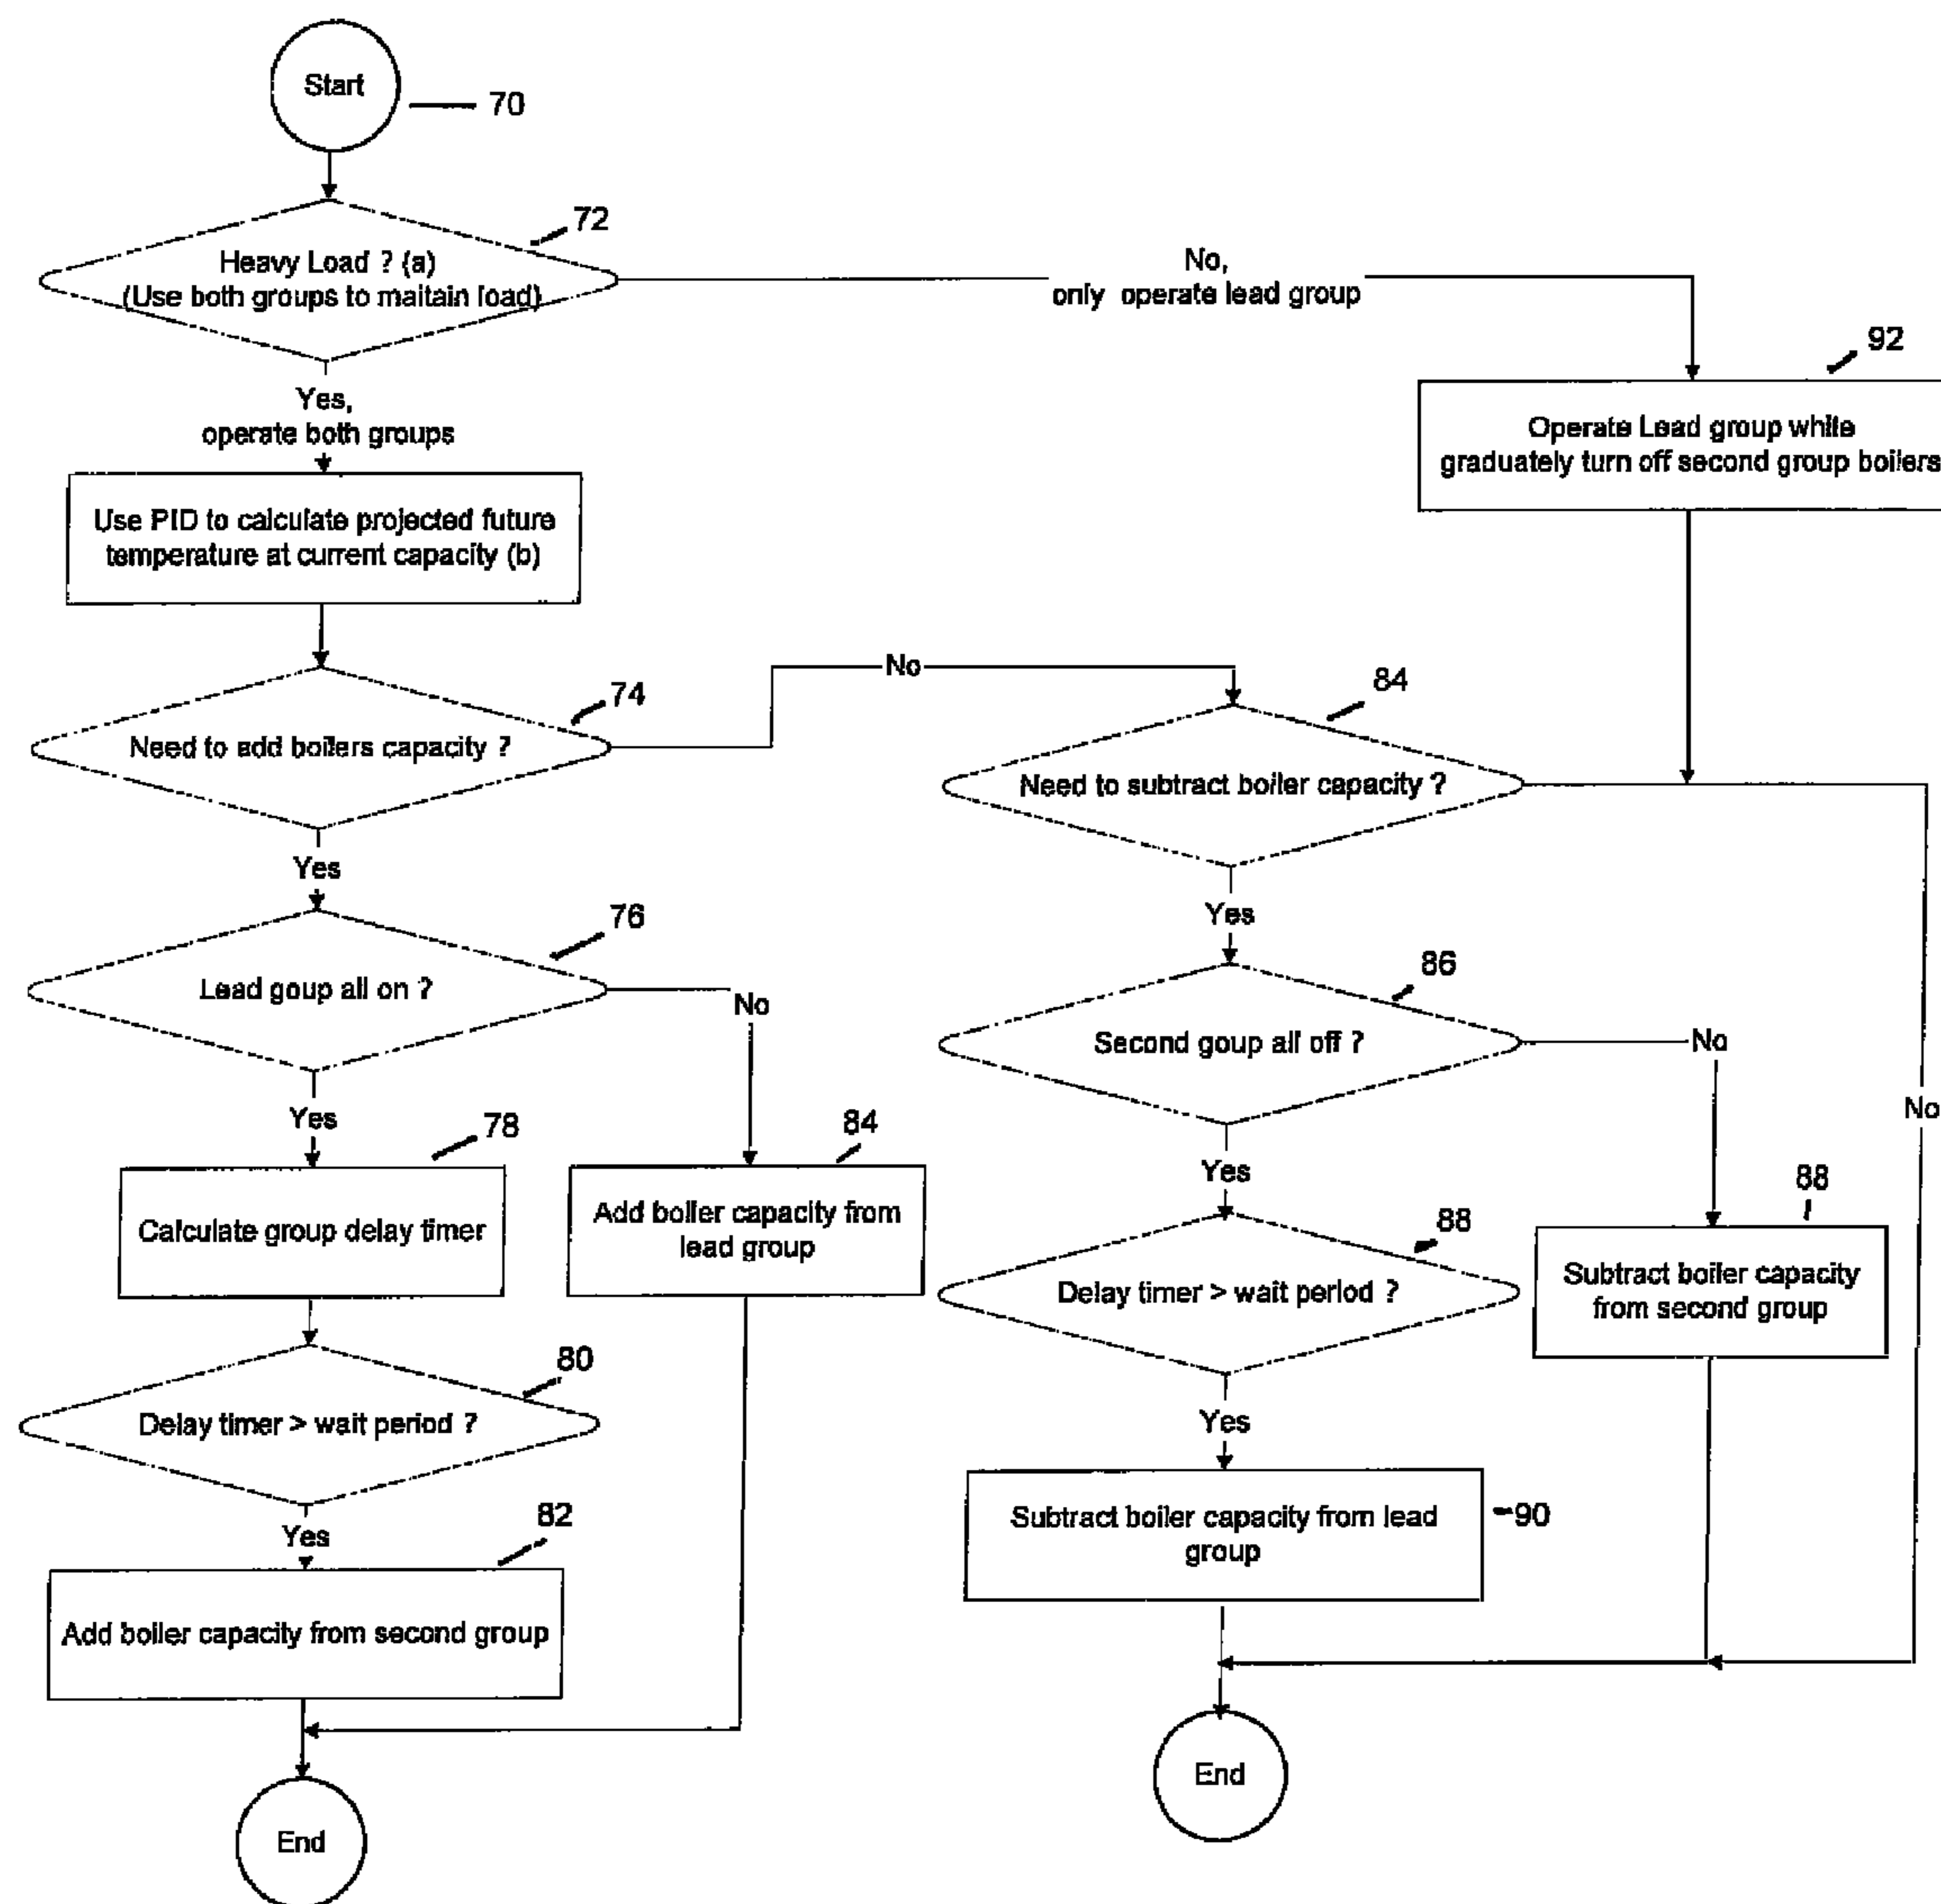 Start
70
72
Heavy Load ? (a)
(Use both groups to maitain load)
No,
only operate lead group
92
Yes,
operate both groups
Operate Lead group while
graduately turn off second group boilers
Use PID to calculate projected future
temperature at current capacity (b)
No
74
84
Need to add boilers capacity ?
Need to subtract boiler capacity ?
Yes
Yes
76
86
Lead goup all on ?
No
Second goup all off ?
No
No
Yes
78
84
Yes
88
88
Calculate group delay timer
Add boiler capacity from
lead group
Delay timer > wait period ?
Subtract boiler capacity
from second group
80
Delay timer > wait period ?
Yes
82
Yes
Subtract boiler capacity from lead
group
90
Add boiler capacity from second group
End
End